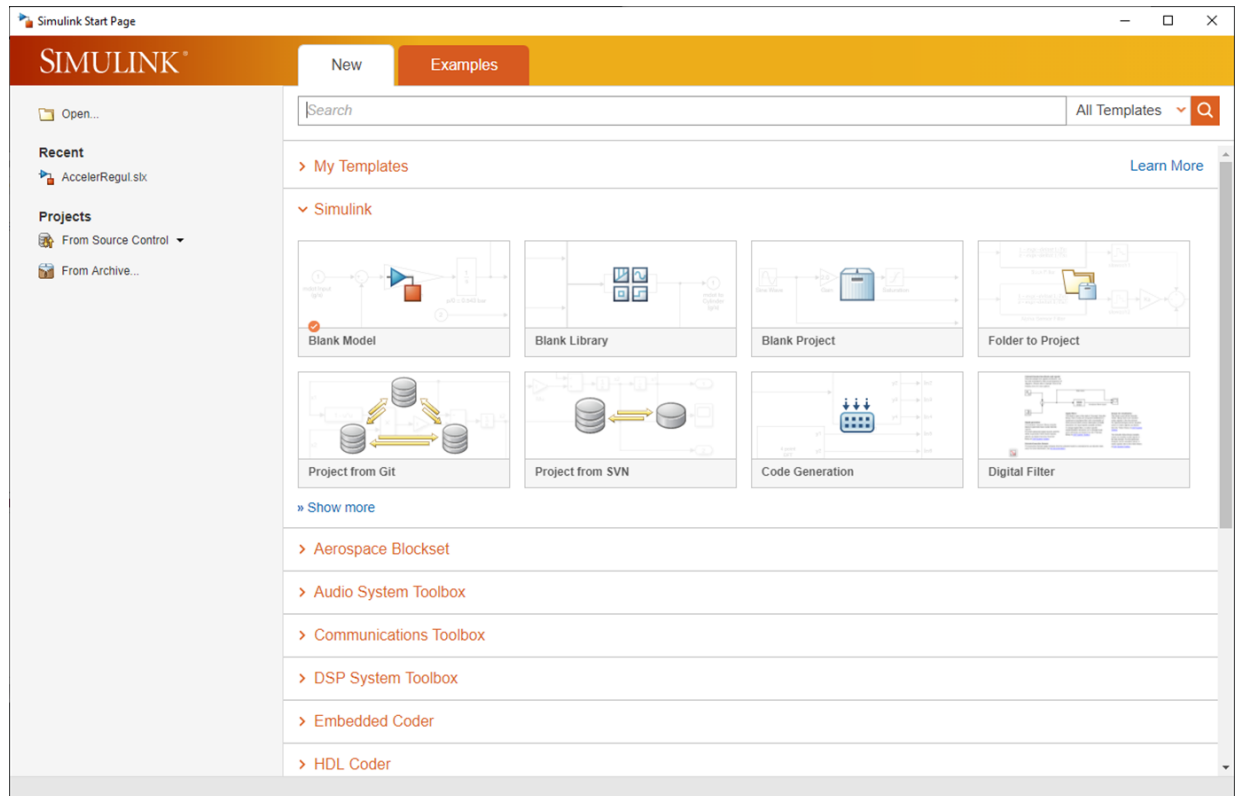 Simulink Start Page
SIMULINK®
New
Examples
Open...
Recent
AccelerRegul.slx
Projects
From Source Control
From Archive...
Search
All Templates
My Templates
Learn More
Simulink
Blank Model
Blank Library
Blank Project
Folder to Project
Project from Git
Project from SVN
Code Generation
Digital Filter
» Show more
Aerospace Blockset
Audio System Toolbox
Communications Toolbox
DSP System Toolbox
Embedded Coder
HDL Coder